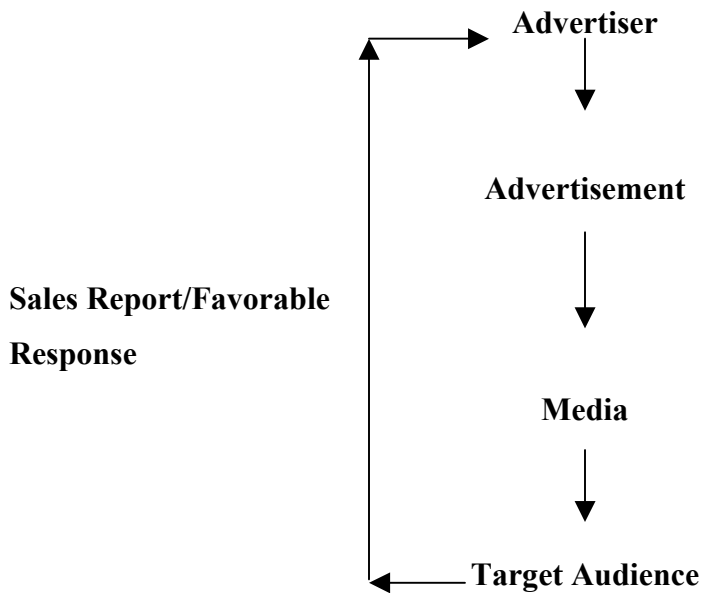 Advertiser
Advertisement
Sales Report/Favorable
Response
Media
Target Audience